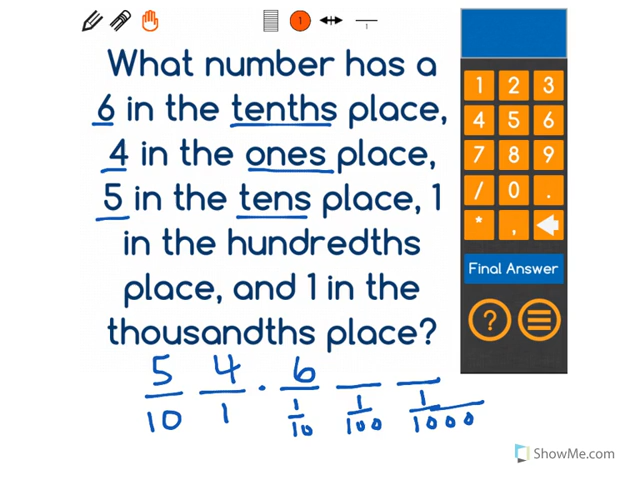 1
1
What number has a
6 in the tenths place,
4 in the ones place,
5 in the tens place, 1
in the hundredths
place, and 1 in the
thousandths place?
1 2 3
4 5 6
7 8 9
/ 0 .
* ,
Final Answer
?
5 4 . 6
10 1 1/10 1/100 1/1000
ShowMe.com